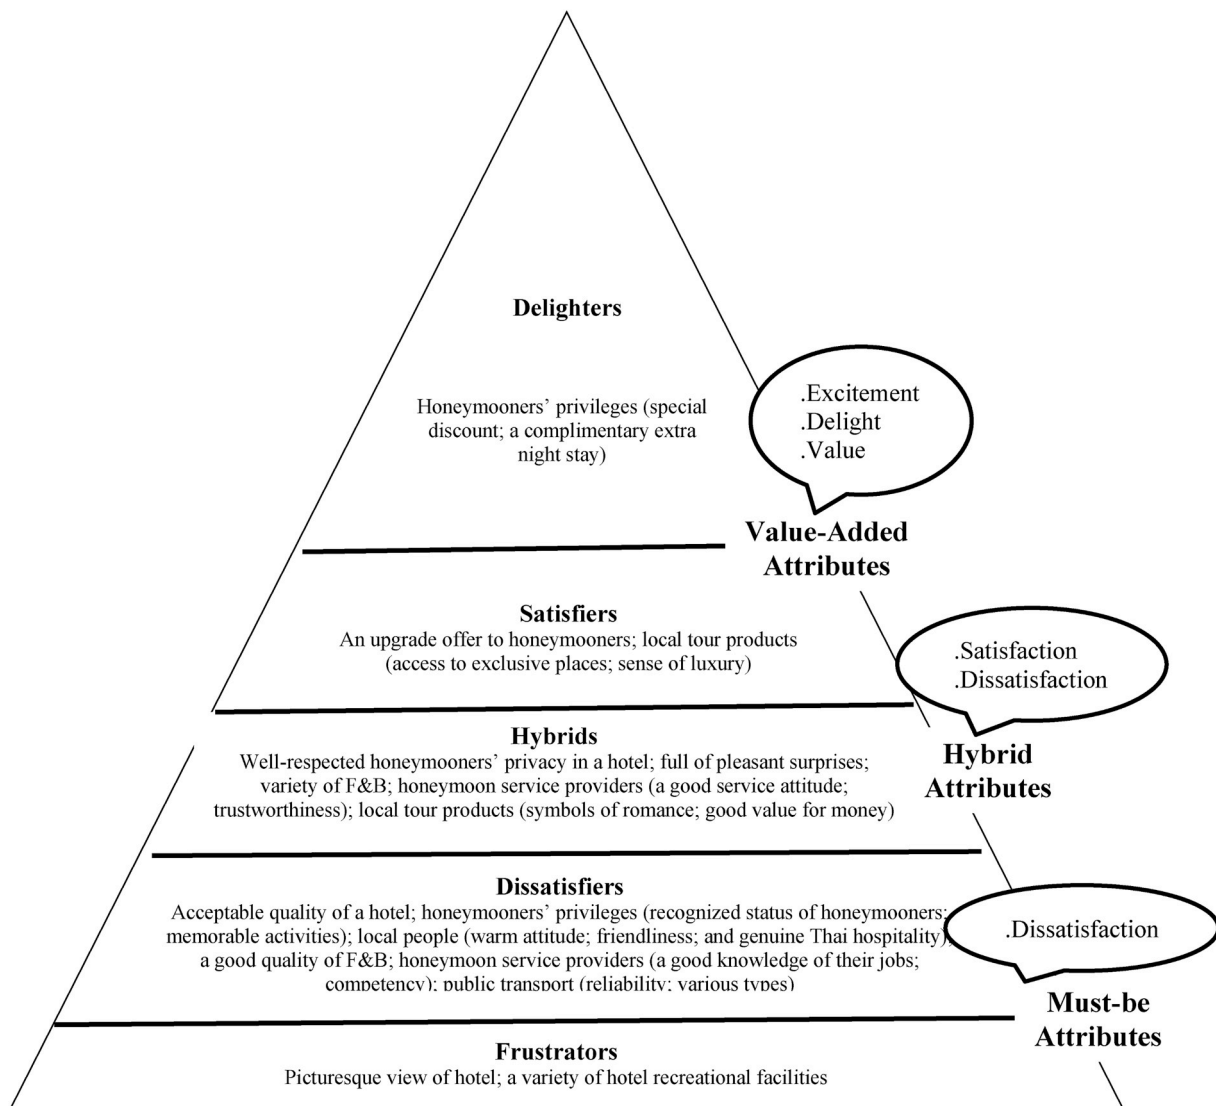 Delighters
Honeymooners’ privileges (special
discount; a complimentary extra
night stay)
.Excitement
.Delight
.Value
Value-Added
Attributes
Satisfiers
An upgrade offer to honeymooners; local tour products
(access to exclusive places; sense of luxury)
.Satisfaction
.Dissatisfaction
Hybrid
Attributes
Hybrids
Well-respected honeymooners’ privacy in a hotel; full of pleasant surprises;
variety of F&B; honeymoon service providers (a good service attitude;
trustworthiness); local tour products (symbols of romance; good value for money)
Dissatisfiers
Acceptable quality of a hotel; honeymooners’ privileges (recognized status of honeymooners;
memorable activities); local people (warm attitude; friendliness; and genuine Thai hospitality);
a good quality of F&B; honeymoon service providers (a good knowledge of their jobs;
competency); public transport (reliability; various types)
.Dissatisfaction
Must-be
Attributes
Frustrators
Picturesque view of hotel; a variety of hotel recreational facilities